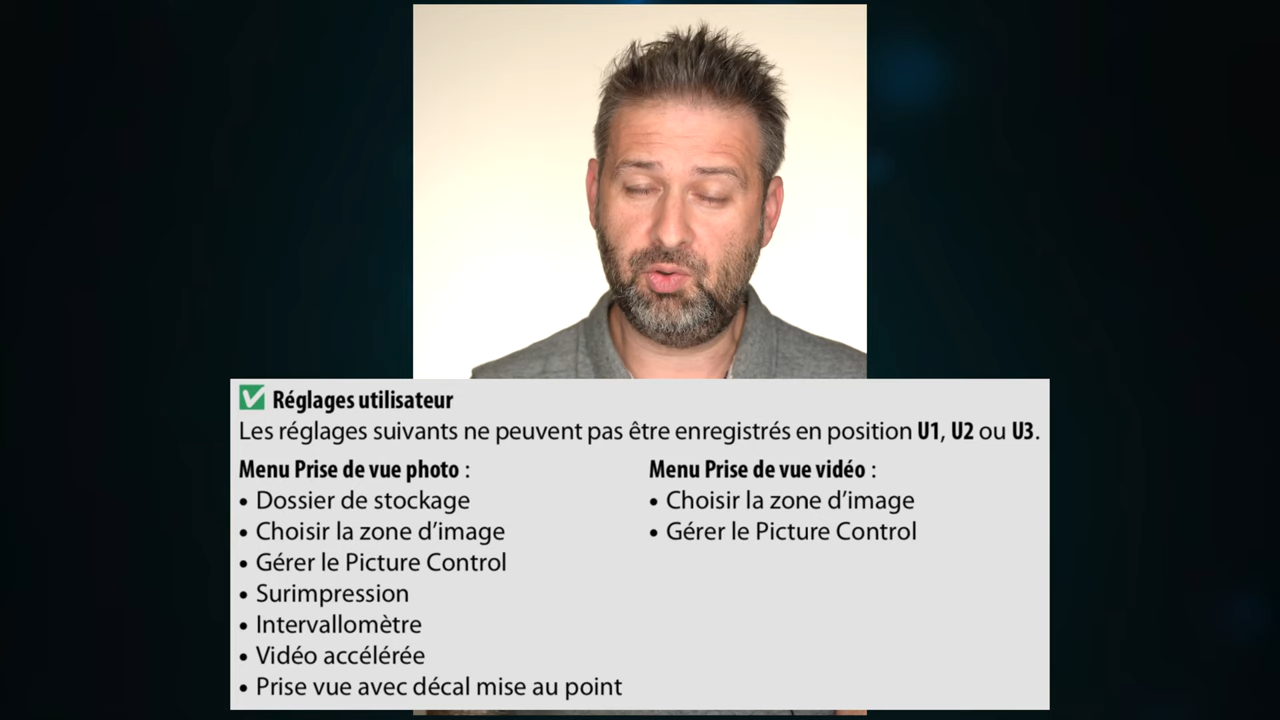 Réglages utilisateur
Les réglages suivants ne peuvent pas être enregistrés en position U1, U2 ou U3.
Menu Prise de vue photo :
• Dossier de stockage
• Choisir la zone d'image
• Gérer le Picture Control
• Surimpression
• Intervallomètre
• Vidéo accélérée
• Prise vue avec décal mise au point
Menu Prise de vue vidéo :
• Choisir la zone d'image
• Gérer le Picture Control